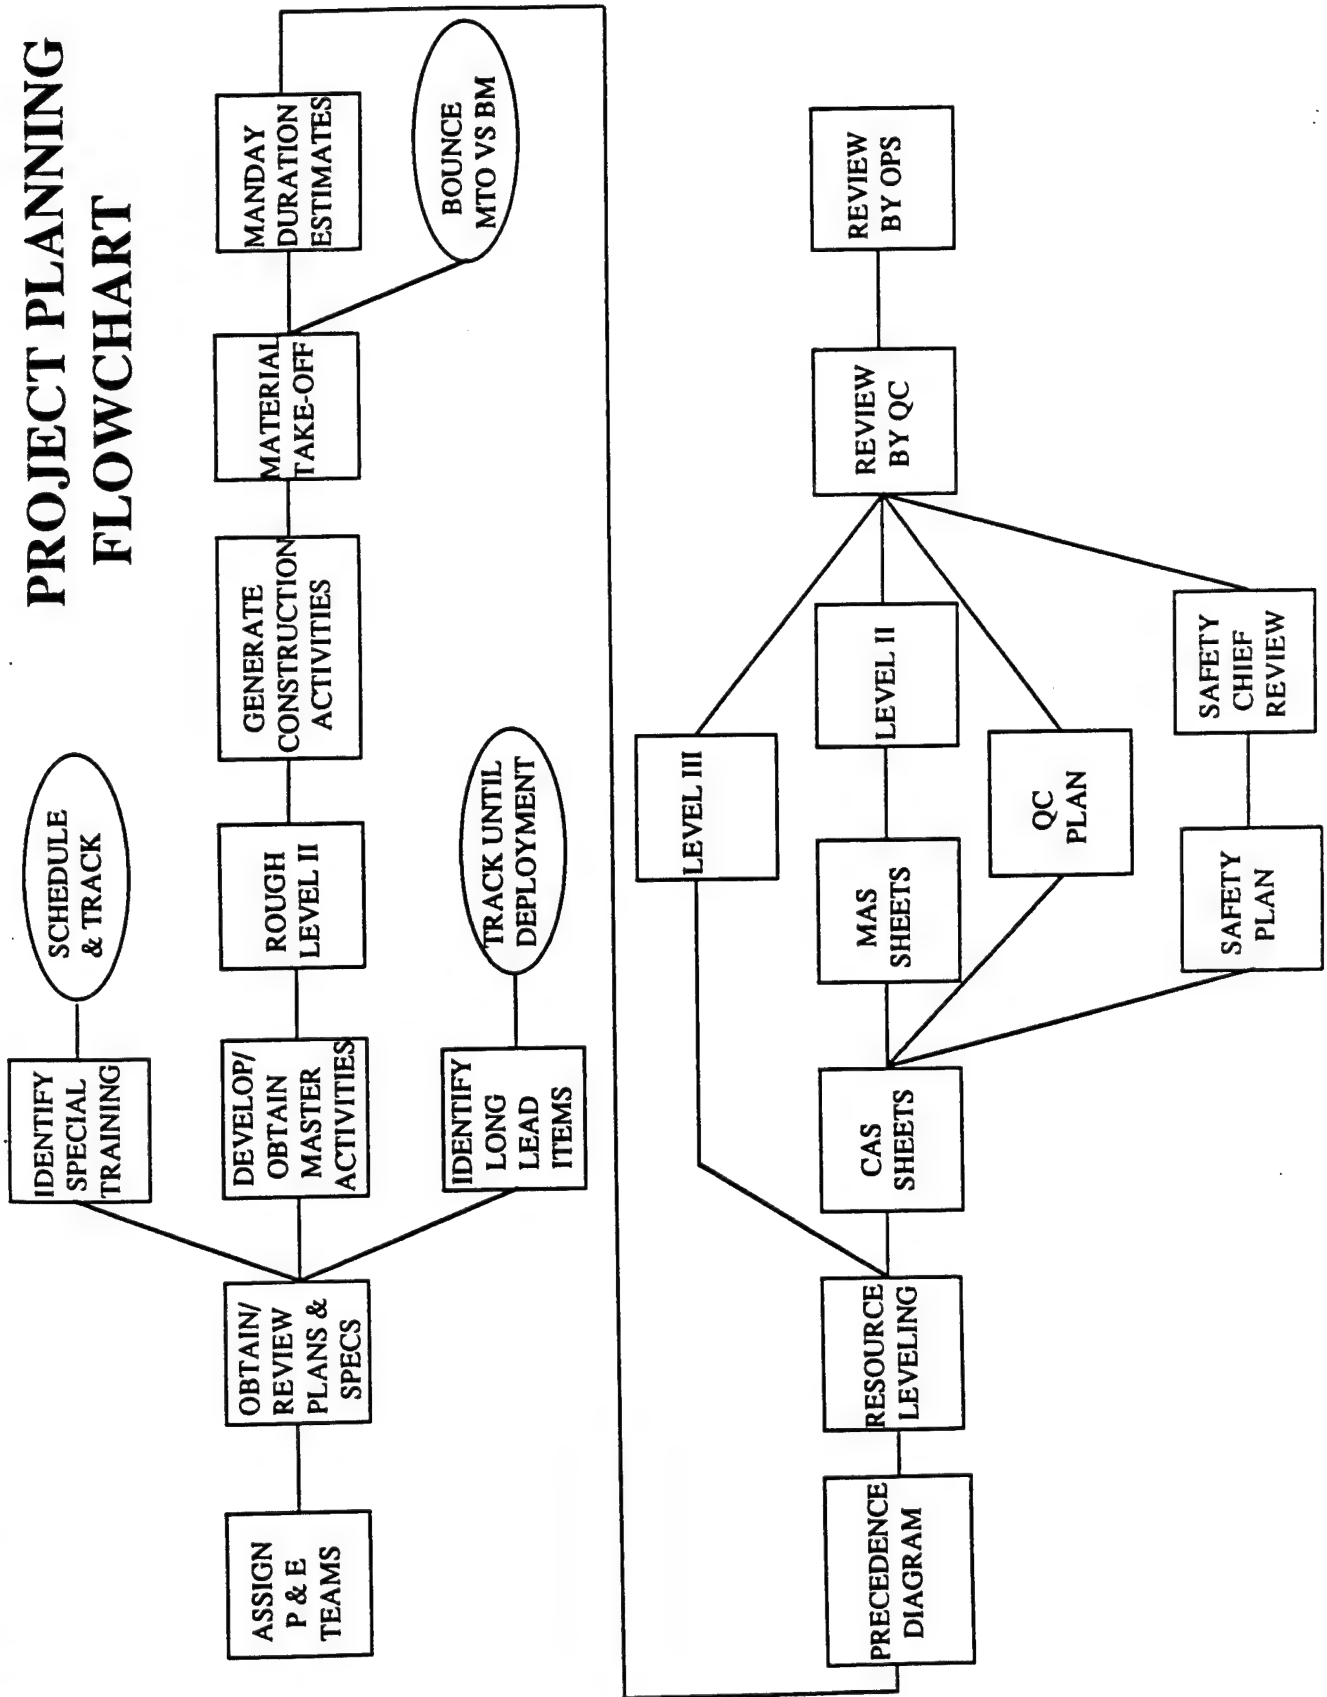 PROJECT PLANNING
FLOWCHART
IDENTIFY
SPECIAL
TRAINING
SCHEDULE
& TRACK
ASSIGN
P & E
TEAMS
OBTAIN/
REVIEW
PLANS &
SPECS
DEVELOP/
OBTAIN
MASTER
ACTIVITIES
ROUGH
LEVEL II
GENERATE
CONSTRUCTION
ACTIVITIES
MATERIAL
TAKE-OFF
MANDAY
DURATION
ESTIMATES
IDENTIFY
LONG
LEAD
ITEMS
TRACK UNTIL
DEPLOYMENT
BOUNCE
MTO VS BM
LEVEL III
PRECEDENCE
DIAGRAM
RESOURCE
LEVELING
CAS
SHEETS
MAS
SHEETS
LEVEL II
REVIEW
BY QC
REVIEW
BY OPS
QC
PLAN
SAFETY
PLAN
SAFETY
CHIEF
REVIEW